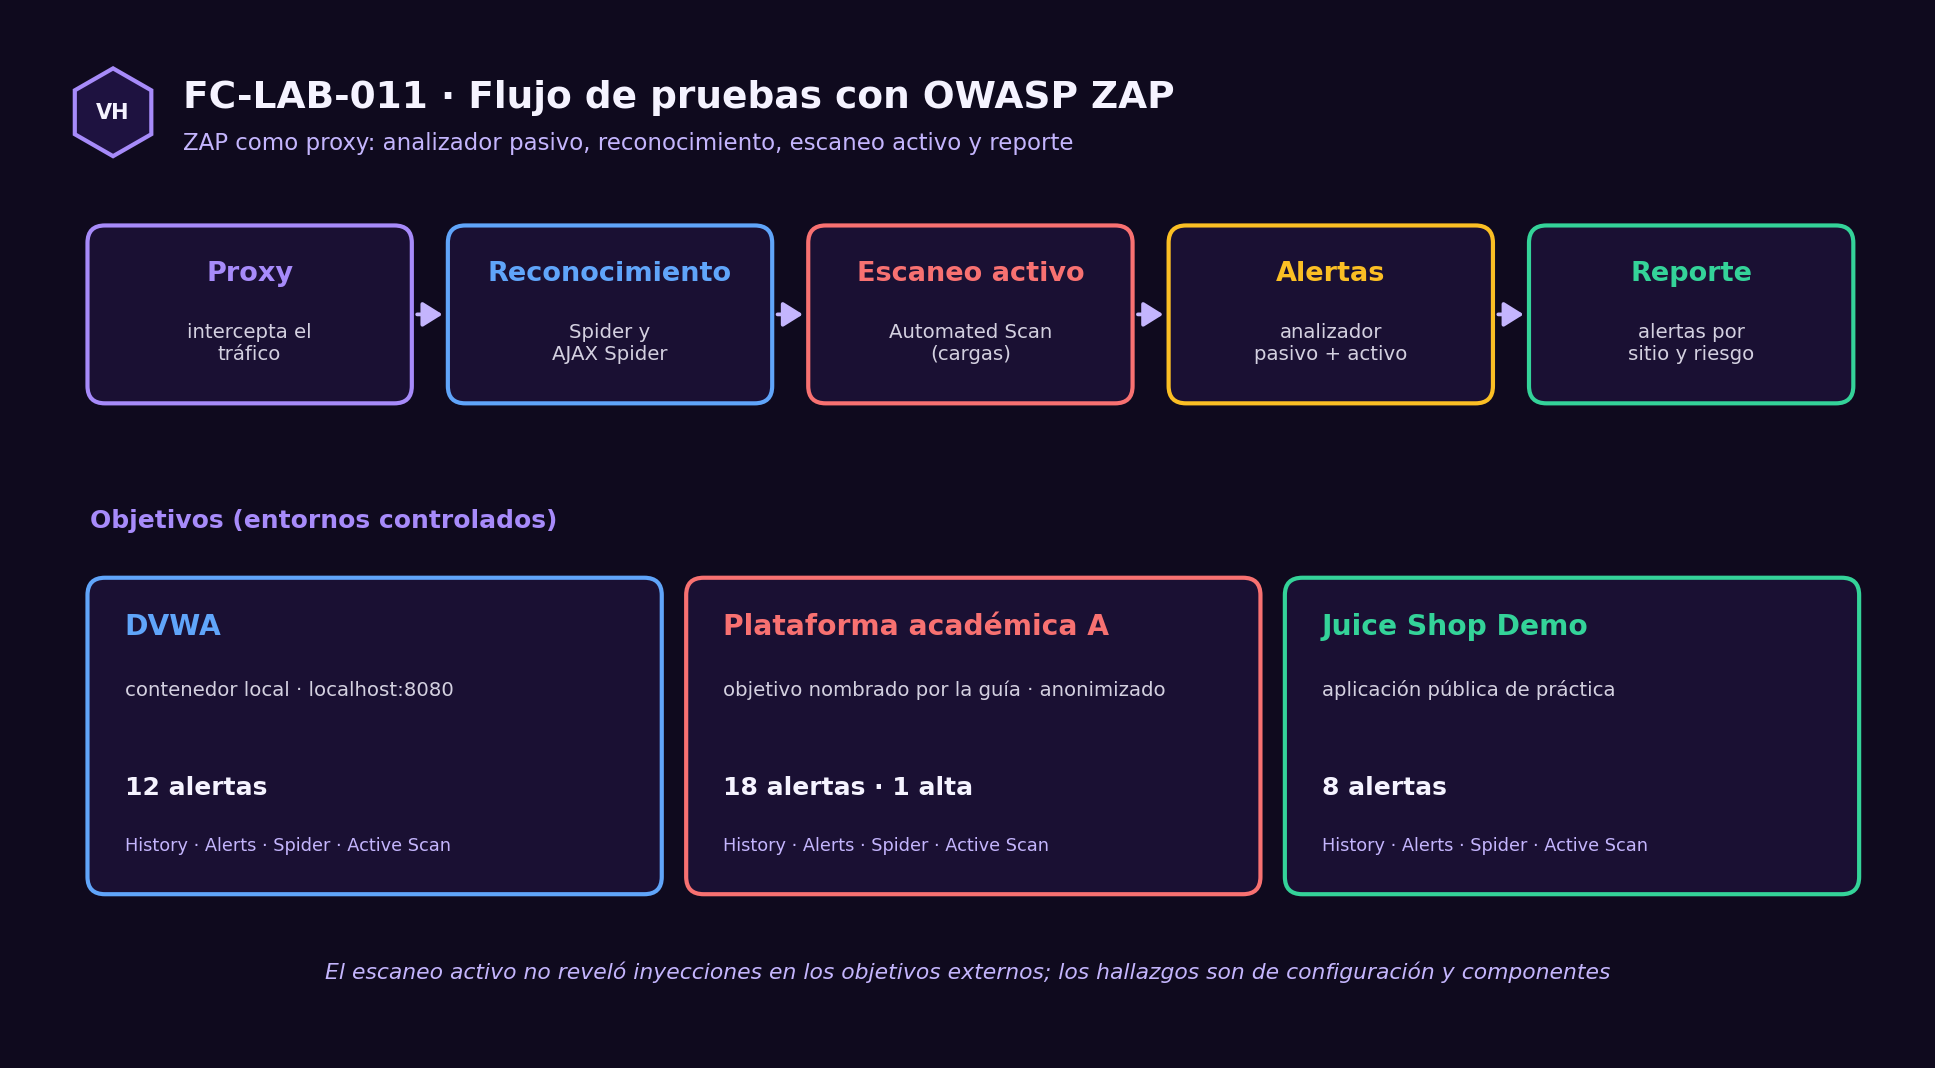 VH
FC-LAB-011 · Flujo de pruebas con OWASP ZAP
ZAP como proxy: analizador pasivo, reconocimiento, escaneo activo y reporte
Proxy
intercepta el
tráfico
Reconocimiento
Spider y
AJAX Spider
Escaneo activo
Automated Scan
(cargas)
Alertas
analizador
pasivo + activo
Reporte
alertas por
sitio y riesgo
Objetivos (entornos controlados)
DVWA
contenedor local · localhost:8080
12 alertas
History · Alerts · Spider · Active Scan
Plataforma académica A
objetivo nombrado por la guía · anonimizado
18 alertas · 1 alta
History · Alerts · Spider · Active Scan
Juice Shop Demo
aplicación pública de práctica
8 alertas
History · Alerts · Spider · Active Scan
El escaneo activo no reveló inyecciones en los objetivos externos; los hallazgos son de configuración y componentes